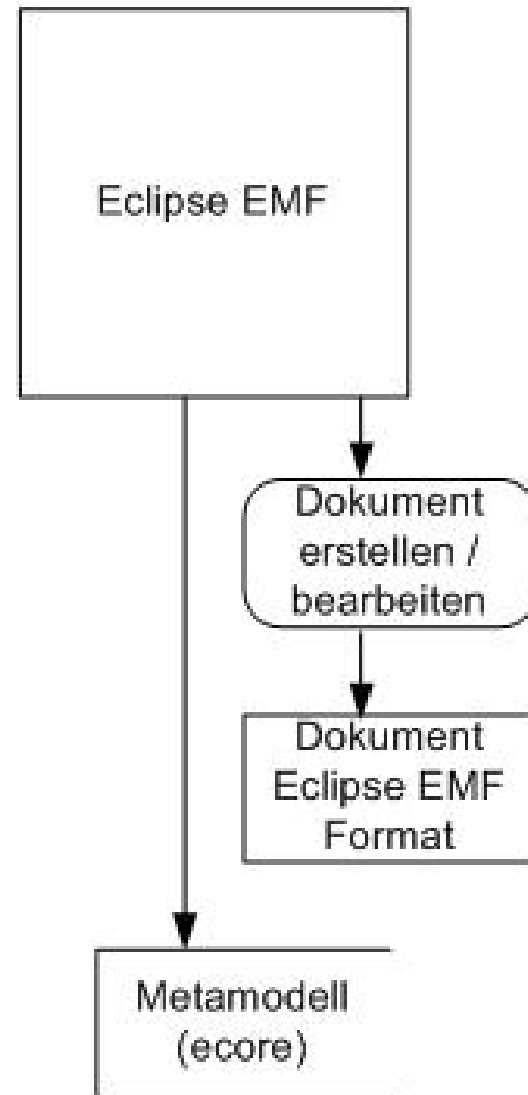 Eclipse EMF
Dokument
erstellen /
bearbeiten
Dokument
Eclipse EMF
Format
Metamodell
(ecore)